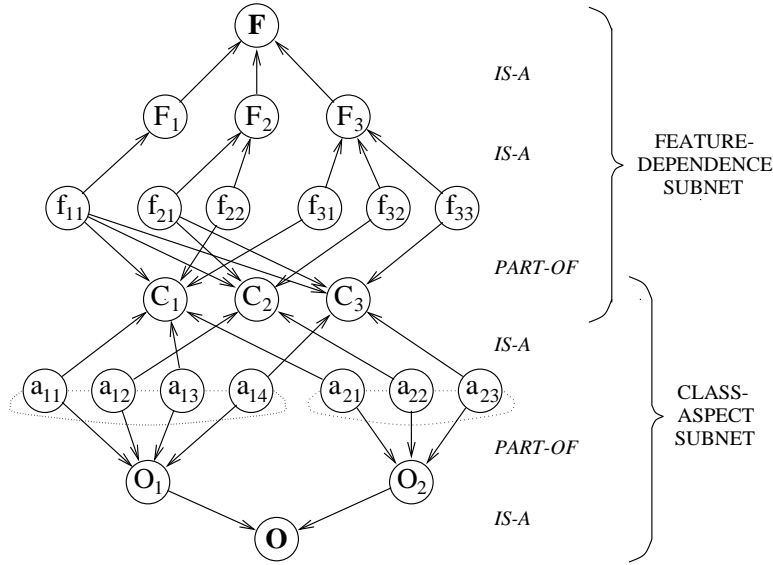 F
IS-A
F1 F2 F3
IS-A
FEATURE-
DEPENDENCE
SUBNET
f11 f21 f22 f31 f32 f33
PART-OF
C1 C2 C3
IS-A
a11 a12 a13 a14 a21 a22 a23
CLASS-
ASPECT
SUBNET
PART-OF
O1 O2
IS-A
O